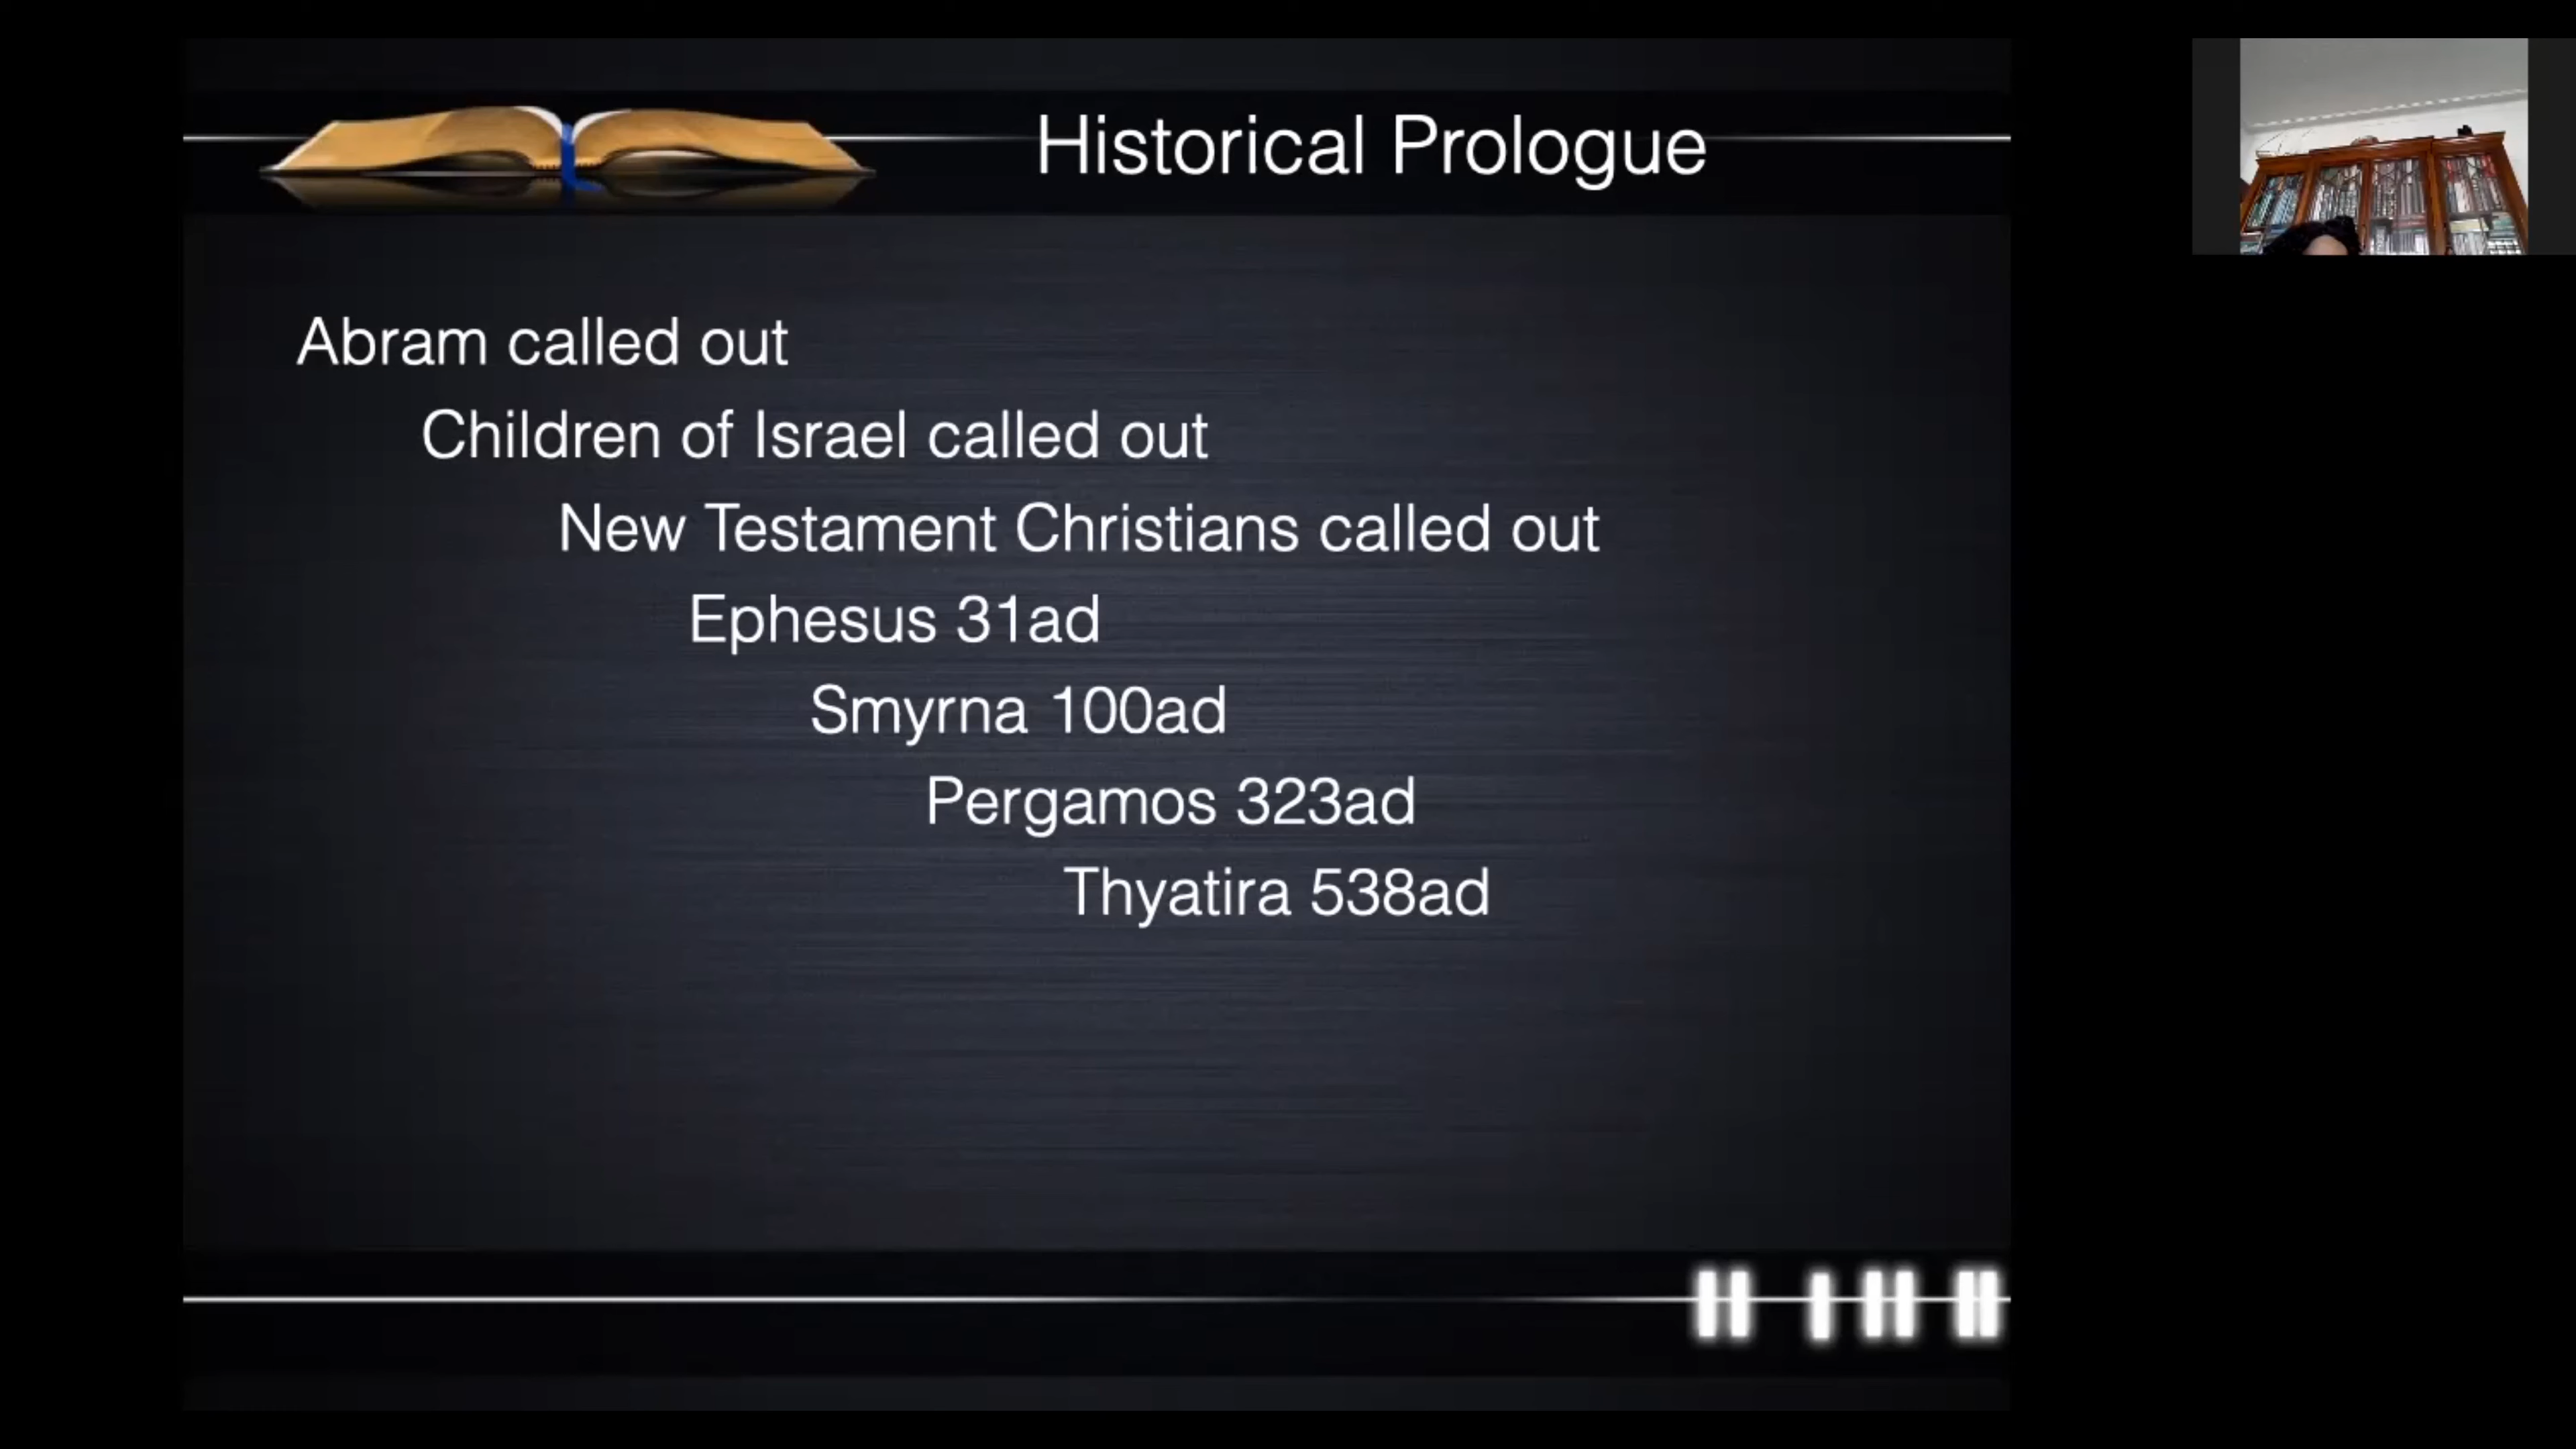 Historical Prologue
Abram called out
Children of Israel called out
New Testament Christians called out
Ephesus 31ad
Smyrna 100ad
Pergamos 323ad
Thyatira 538ad